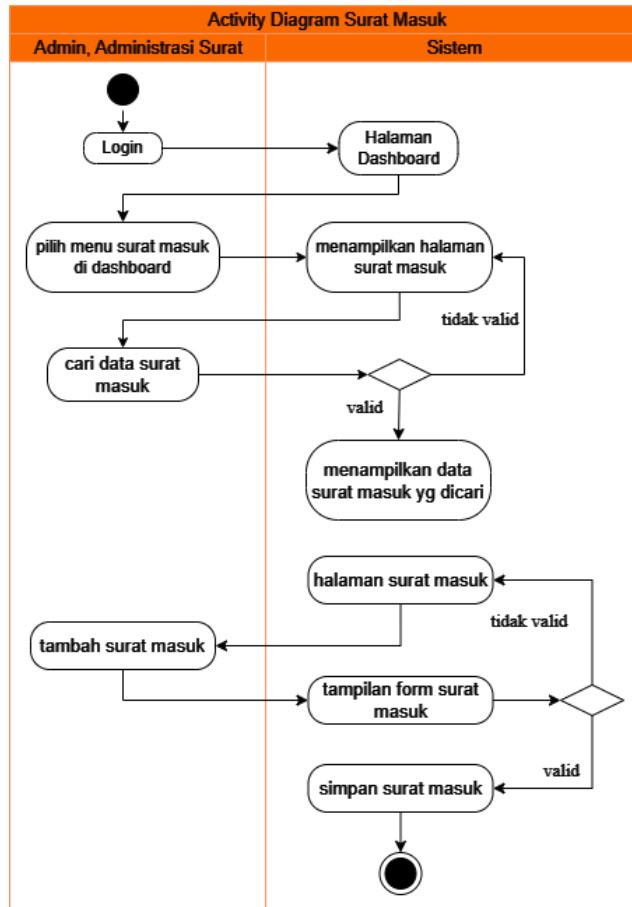 Activity Diagram Surat Masuk
Admin, Administrasi Surat
Sistem
Login
Halaman
Dashboard
pilih menu surat masuk
di dashboard
menampilkan halaman
surat masuk
tidak valid
cari data surat
masuk
valid
menampilkan data
surat masuk yg dicari
halaman surat masuk
tidak valid
tambah surat masuk
tampilan form surat
masuk
valid
simpan surat masuk